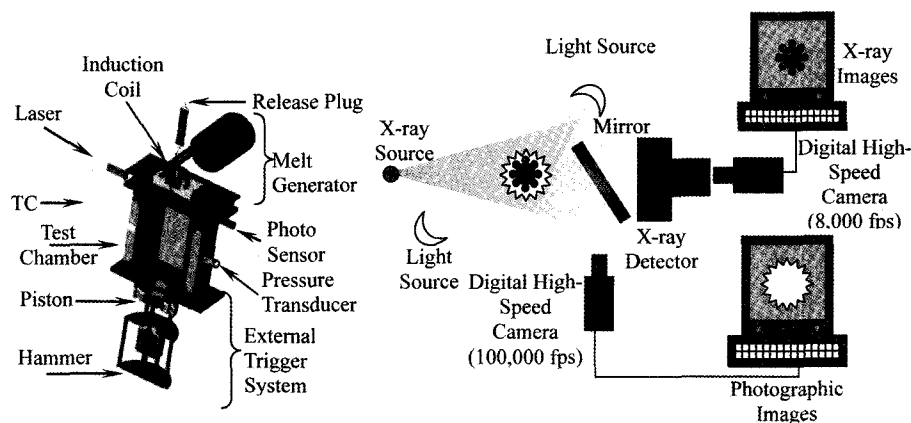 Induction
Coil
Release Plug
Laser
Melt
Generator
TC
Test
Chamber
Photo
Sensor
Pressure
Transducer
Piston
External
Trigger
System
Hammer
Light Source
X-ray
Source
Mirror
X-ray
Images
Digital High-
Speed
Camera
(8,000 fps)
X-ray
Detector
Light
Source
Digital High-
Speed
Camera
(100,000 fps)
Photographic
Images